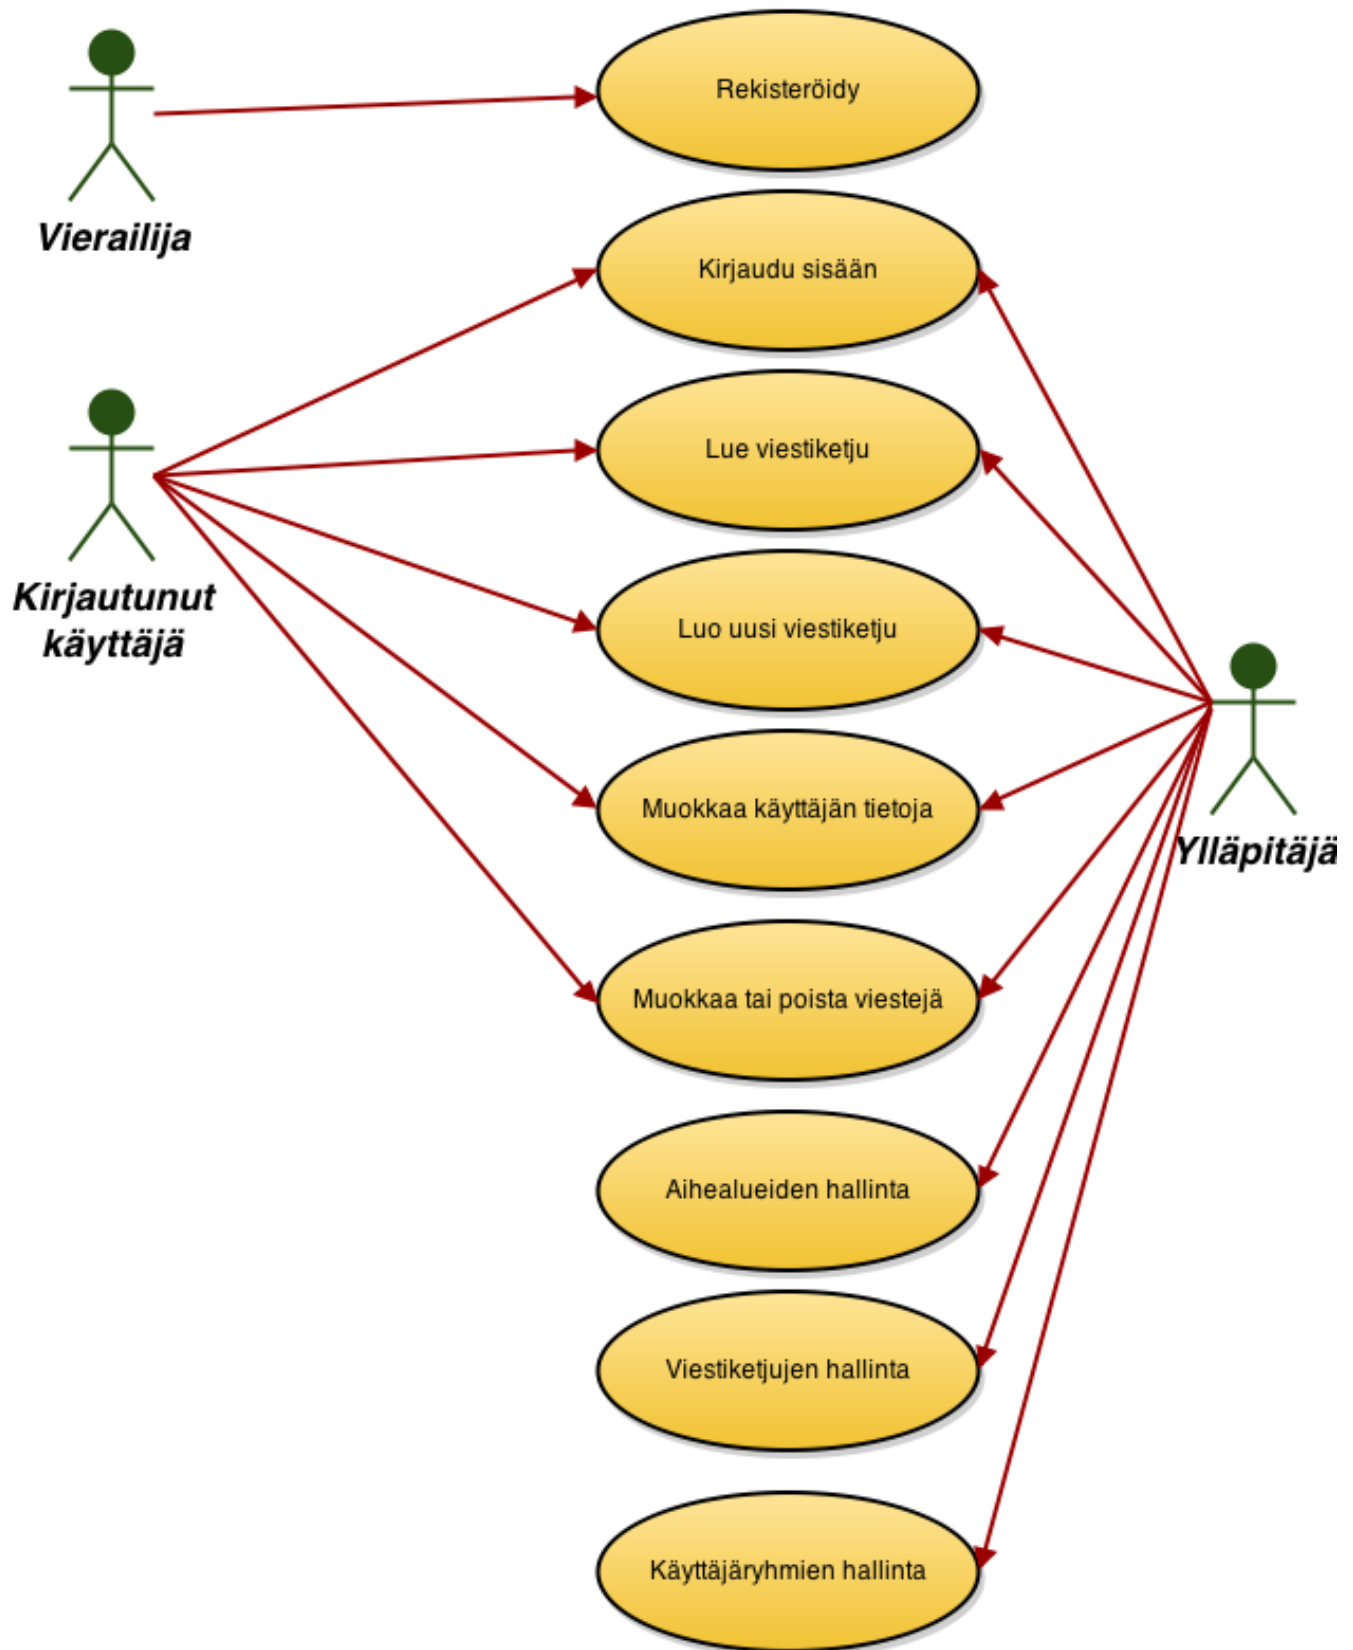 Rekisteröidy
Vierailija
Kirjaudu sisään
Lue viestiketju
Kirjautunut
käyttäjä
Luo uusi viestiketju
Muokkaa käyttäjän tietoja
Ylläpitäjä
Muokkaa tai poista viestejä
Aihealueiden hallinta
Viestiketjujen hallinta
Käyttäjäryhmien hallinta